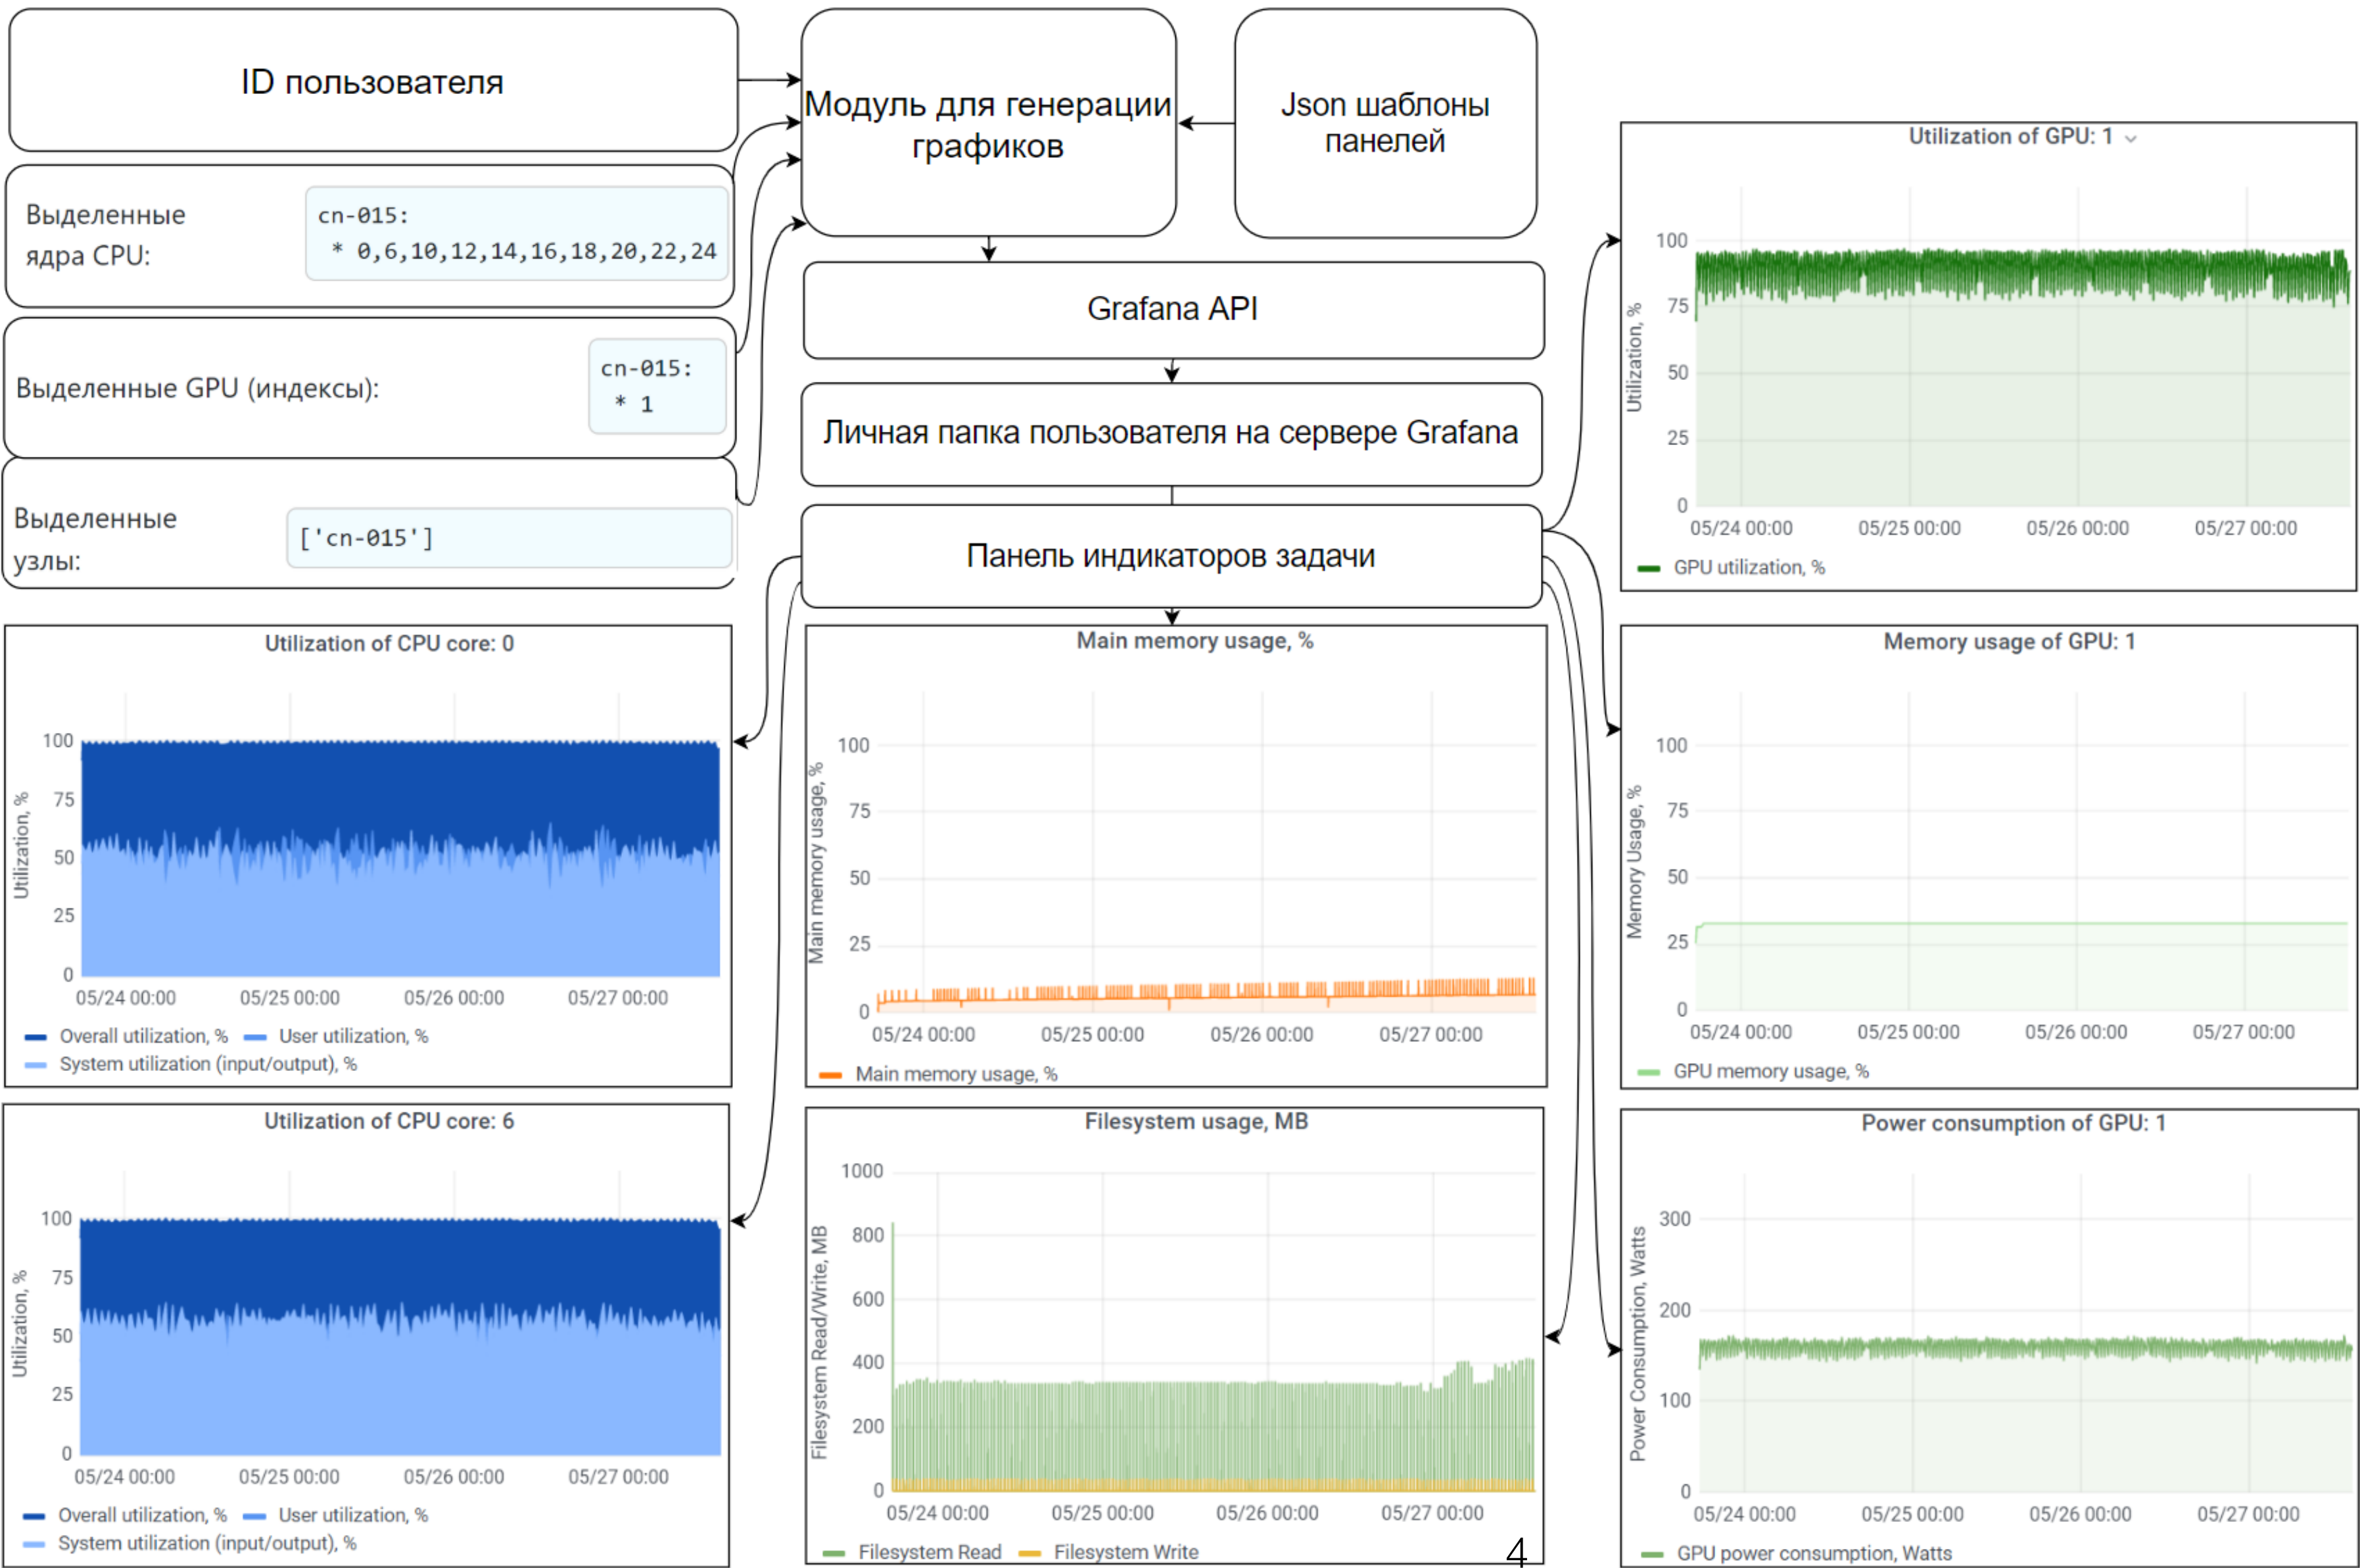 ID пользователя
Модуль для генерации
графиков
Json шаблоны
панелей
Выделенные
ядра CPU:
cn-015:
* 0,6,10,12,14,16,18,20,22,24
Выделенные GPU (индексы):
cn-015:
* 1
Выделенные
узлы:
['cn-015']
Grafana API
Личная папка пользователя на сервере Grafana
Панель индикаторов задачи
Utilization of GPU: 1
Utilization, %
100
75
50
25
0
05/24 00:00 05/25 00:00 05/26 00:00 05/27 00:00
GPU utilization, %
Utilization of CPU core: 0
Utilization, %
100
75
50
25
0
05/24 00:00 05/25 00:00 05/26 00:00 05/27 00:00
Overall utilization, % User utilization, %
System utilization (input/output), %
Main memory usage, %
Main memory usage, %
100
75
50
25
0
05/24 00:00 05/25 00:00 05/26 00:00 05/27 00:00
Main memory usage, %
Memory usage of GPU: 1
Memory Usage, %
100
75
50
25
0
05/24 00:00 05/25 00:00 05/26 00:00 05/27 00:00
GPU memory usage, %
Utilization of CPU core: 6
Utilization, %
100
75
50
25
0
05/24 00:00 05/25 00:00 05/26 00:00 05/27 00:00
Overall utilization, % User utilization, %
System utilization (input/output), %
Filesystem usage, MB
Filesystem Read/Write, MB
1000
800
600
400
200
0
05/24 00:00 05/25 00:00 05/26 00:00 05/27 00:00
Filesystem Read Filesystem Write
4
Power consumption of GPU: 1
Power Consumption, Watts
300
200
100
0
05/24 00:00 05/25 00:00 05/26 00:00 05/27 00:00
GPU power consumption, Watts